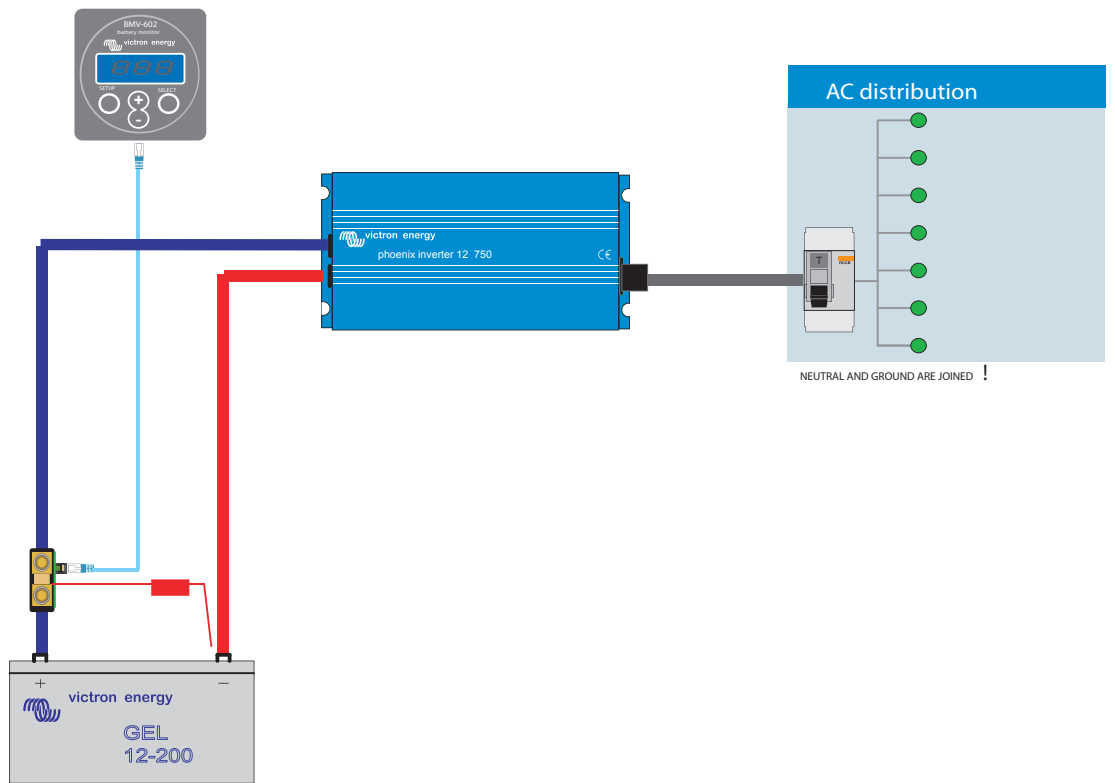 BMV-602
battery monitor
victron energy
888
SETUP
SELECT
+
-
AC distribution
victron energy
phoenix inverter 12 750
CE
T
RCCB
NEUTRAL AND GROUND ARE JOINED !
+
−
victron energy
GEL
12-200